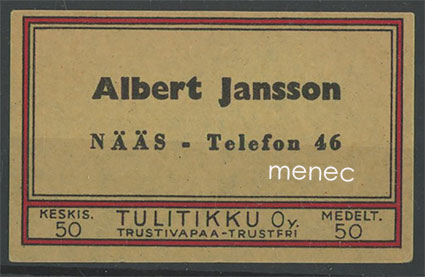 Albert Jansson
NÄÄS - Telefon 46
menec
KESKIS. 50
TULITIKKU Oy.
TRUSTIVAPAA-TRUSTFRI
MEDELT. 50